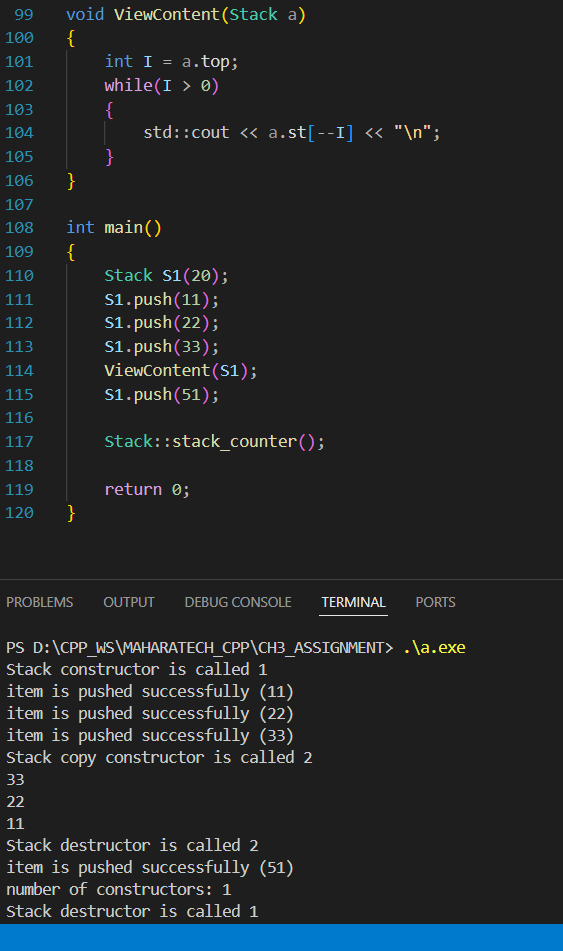 99 void ViewContent(Stack a)
100 {
101 int I = a.top;
102 while(I > 0)
103 {
104 std::cout << a.st[--I] << "\n";
105 }
106 }
107
108 int main()
109 {
110 Stack S1(20);
111 S1.push(11);
112 S1.push(22);
113 S1.push(33);
114 ViewContent(S1);
115 S1.push(51);
116
117 Stack::stack_counter();
118
119 return 0;
120 }
PROBLEMS OUTPUT DEBUG CONSOLE TERMINAL PORTS
PS D:\CPP_WS\MAHARATECH_CPP\CH3_ASSIGNMENT> .\a.exe
Stack constructor is called 1
item is pushed successfully (11)
item is pushed successfully (22)
item is pushed successfully (33)
Stack copy constructor is called 2
33
22
11
Stack destructor is called 2
item is pushed successfully (51)
number of constructors: 1
Stack destructor is called 1